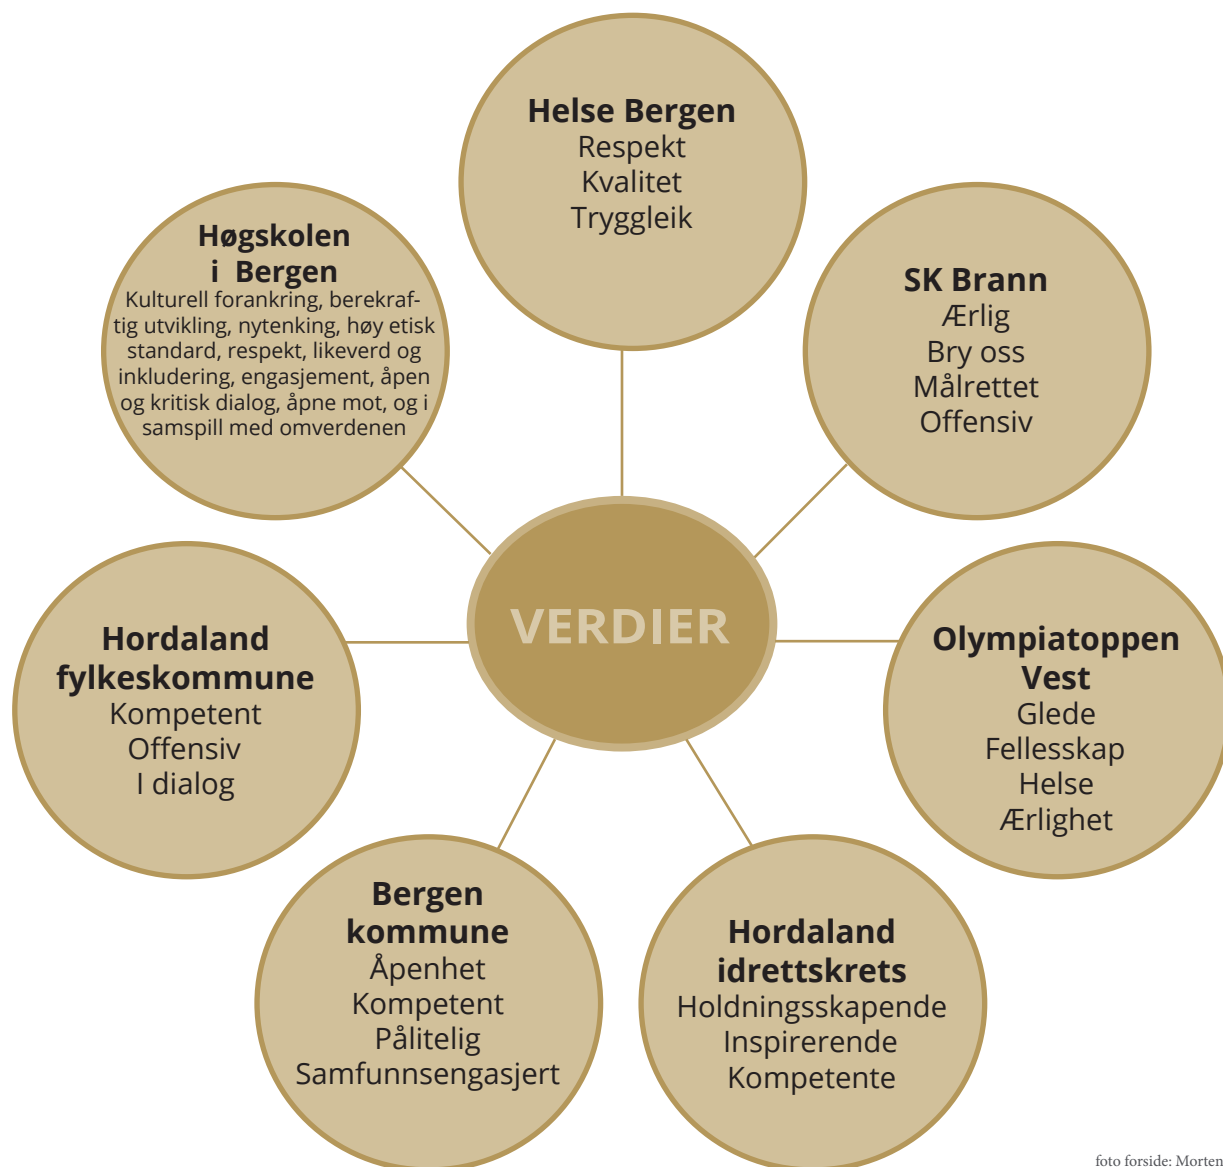 Helse Bergen
Respekt
Kvalitet
Tryggleik
Høgskolen
i Bergen
Kulturell forankring, berekraf-
tig utvikling, nytenking, høy etisk
standard, respekt, likeverd og
inkludering, engasjement, åpen
og kritisk dialog, åpne mot, og i
samspill med omverdenen
SK Brann
Ærlig
Bry oss
Målrettet
Offensiv
VERDIER
Hordaland
fylkeskommune
Kompetent
Offensiv
I dialog
Olympiatoppen
Vest
Glede
Fellesskap
Helse
Ærlighet
Bergen
kommune
Åpenhet
Kompetent
Pålitelig
Samfunnsengasjert
Hordaland
idrettskrets
Holdningsskapende
Inspirerende
Kompetente
foto forside: Morten